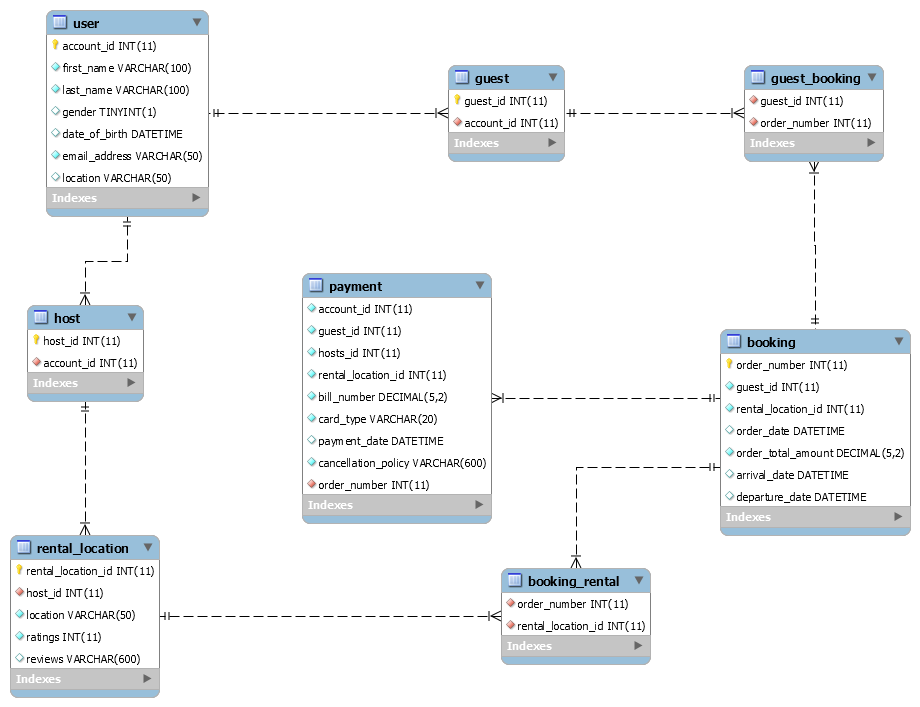 user
account_id INT(11)
first_name VARCHAR(100)
last_name VARCHAR(100)
gender TINYINT(1)
date_of_birth DATETIME
email_address VARCHAR(50)
location VARCHAR(50)
Indexes
guest
guest_id INT(11)
account_id INT(11)
Indexes
guest_booking
guest_id INT(11)
order_number INT(11)
Indexes
host
host_id INT(11)
account_id INT(11)
Indexes
payment
account_id INT(11)
guest_id INT(11)
hosts_id INT(11)
rental_location_id INT(11)
bill_number DECIMAL(5,2)
card_type VARCHAR(20)
payment_date DATETIME
cancellation_policy VARCHAR(600)
order_number INT(11)
Indexes
booking
order_number INT(11)
guest_id INT(11)
rental_location_id INT(11)
order_date DATETIME
order_total_amount DECIMAL(5,2)
arrival_date DATETIME
departure_date DATETIME
Indexes
rental_location
rental_location_id INT(11)
host_id INT(11)
location VARCHAR(50)
ratings INT(11)
reviews VARCHAR(600)
Indexes
booking_rental
order_number INT(11)
rental_location_id INT(11)
Indexes